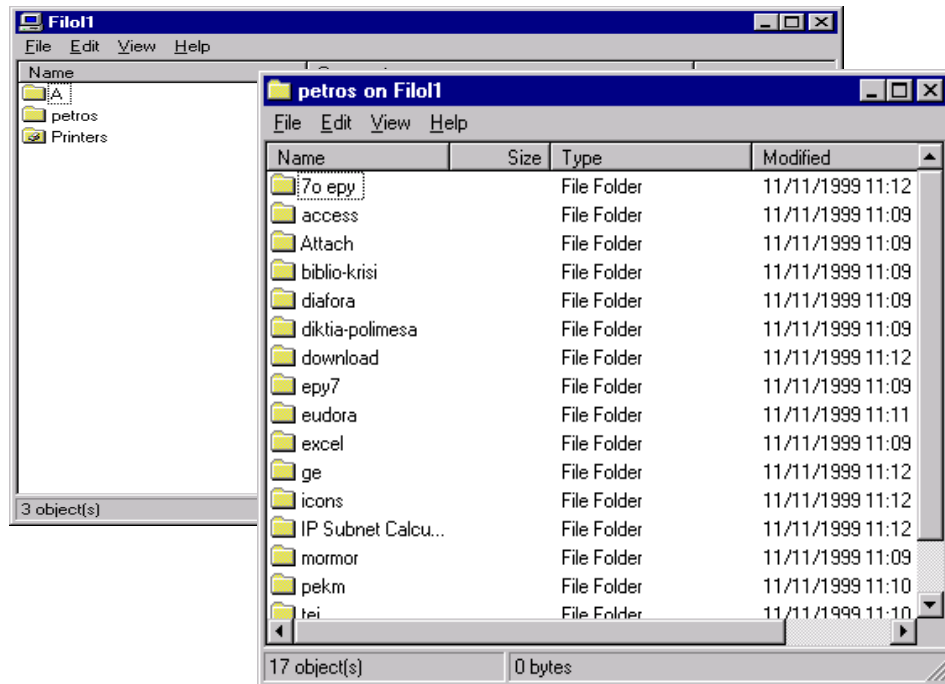 Filol1
File Edit View Help
Name
A
petros
Printers
3 object(s)
petros on Filol1
File Edit View Help
Name Size Type Modified
7o epy File Folder 11/11/1999 11:12
access File Folder 11/11/1999 11:09
Attach File Folder 11/11/1999 11:09
biblio-krisi File Folder 11/11/1999 11:09
diafora File Folder 11/11/1999 11:09
diktia-polimesa File Folder 11/11/1999 11:09
download File Folder 11/11/1999 11:12
epy7 File Folder 11/11/1999 11:09
eudora File Folder 11/11/1999 11:11
excel File Folder 11/11/1999 11:09
ge File Folder 11/11/1999 11:12
icons File Folder 11/11/1999 11:12
IP Subnet Calcu... File Folder 11/11/1999 11:12
mormor File Folder 11/11/1999 11:09
pekm File Folder 11/11/1999 11:10
tei File Folder 11/11/1999 11:10
17 object(s) 0 bytes